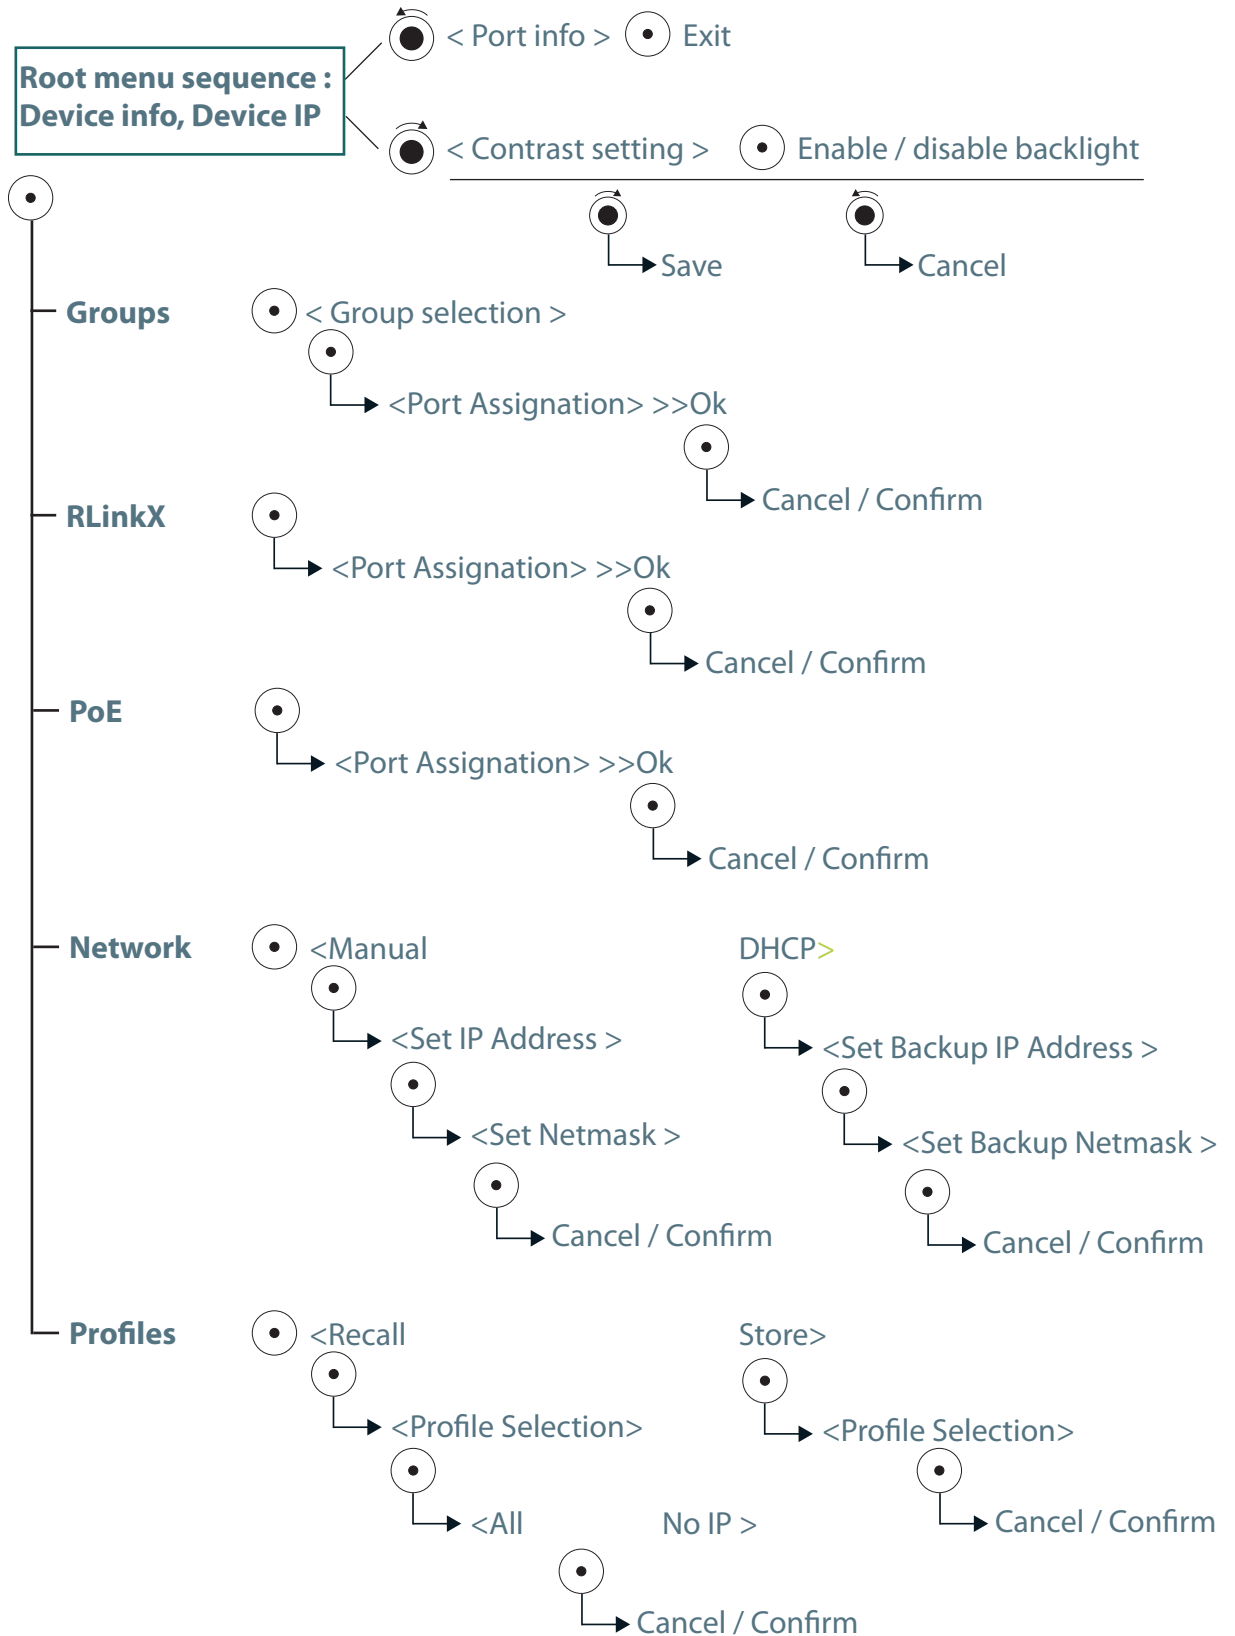 < Port info > Exit
Root menu sequence :
Device info, Device IP
< Contrast setting > Enable / disable backlight
Save Cancel
Groups < Group selection >
<Port Assignation> >>Ok
Cancel / Confirm
RLinkX
<Port Assignation> >>Ok
Cancel / Confirm
PoE
<Port Assignation> >>Ok
Cancel / Confirm
Network <Manual DHCP>
<Set IP Address > <Set Backup IP Address >
<Set Netmask > <Set Backup Netmask >
Cancel / Confirm Cancel / Confirm
Profiles <Recall Store>
<Profile Selection> <Profile Selection>
<All No IP > Cancel / Confirm
Cancel / Confirm